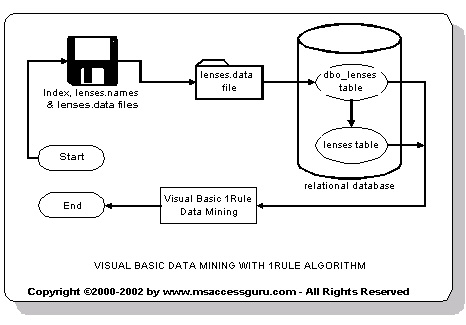 Index, lenses.names
& lenses.data files
lenses.data
file
dbo_lenses
table
lenses table
relational database
Start
End
Visual Basic 1Rule
Data Mining
VISUAL BASIC DATA MINING WITH 1RULE ALGORITHM
Copyright ©2000-2002 by www.msaccessguru.com - All Rights Reserved